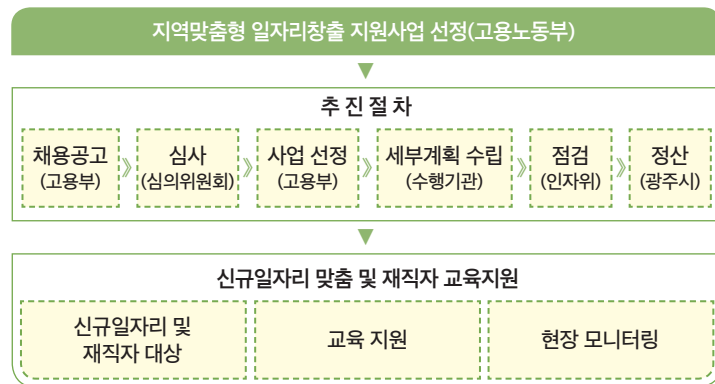 지역맞춤형 일자리창출 지원사업 선정(고용노동부)
추 진 절 차
채용공고
(고용부)
심사
(심의위원회)
사업 선정
(고용부)
세부계획 수립
(수행기관)
점검
(인자위)
정산
(광주시)
신규일자리 맞춤 및 재직자 교육지원
신규일자리 및
재직자 대상
교육 지원
현장 모니터링